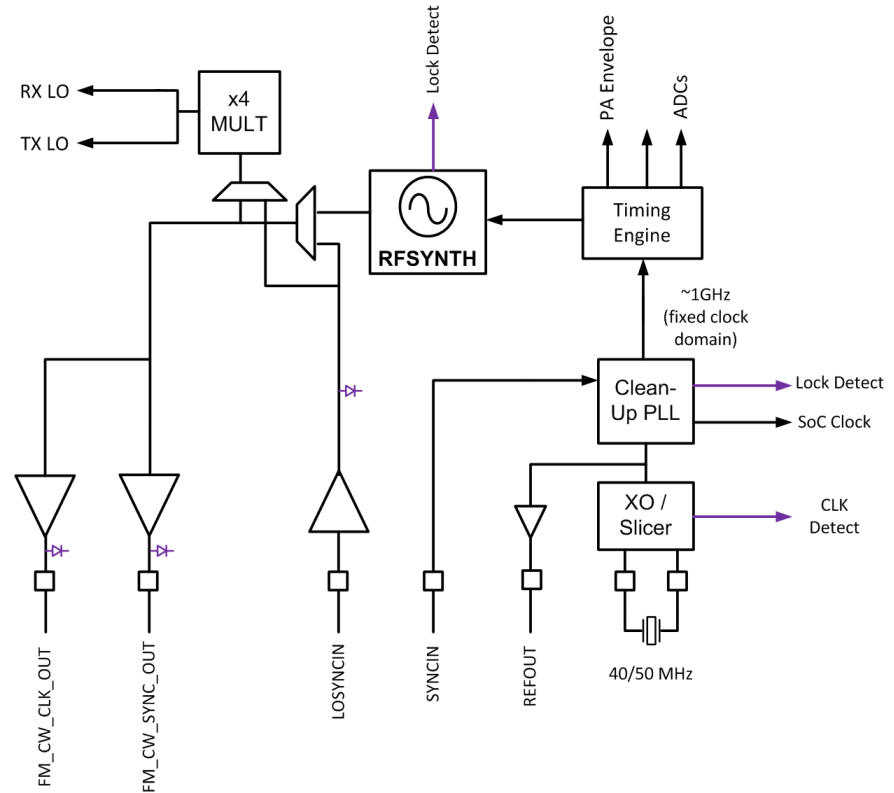 Lock Detect
PA Envelope
ADCs
RX LO
TX LO
x4
MULT
RFSYNTH
Timing
Engine
~1GHz
(fixed clock
domain)
Clean-
Up PLL
Lock Detect
SoC Clock
XO /
Slicer
CLK
Detect
40/50 MHz
FM_CW_CLK_OUT
FM_CW_SYNC_OUT
LOSYNCIN
SYNCIN
REFOUT